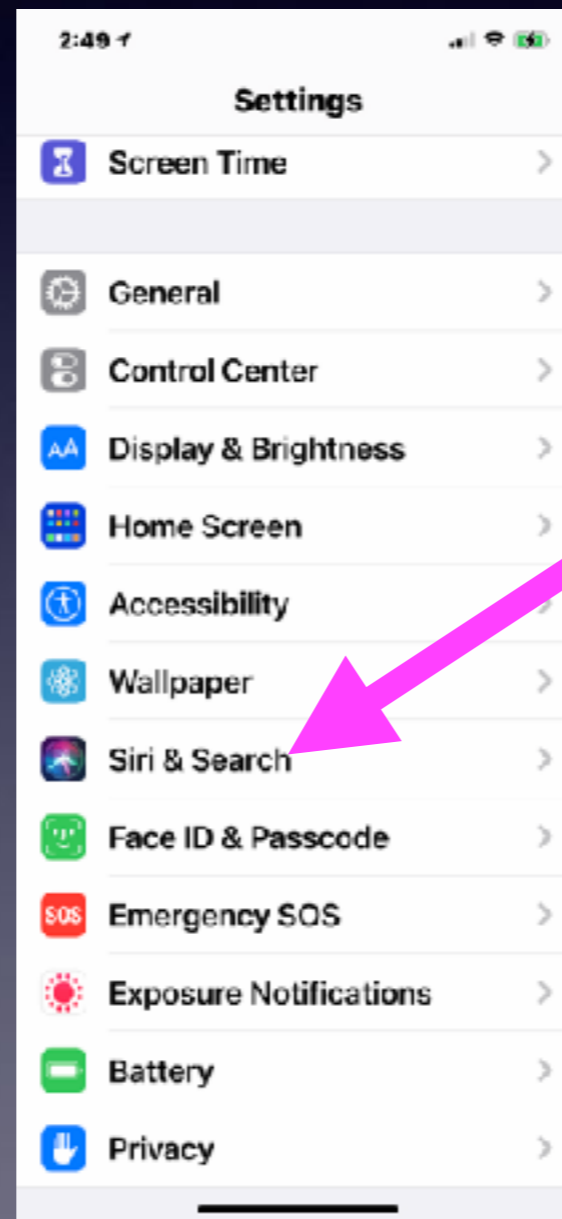 2:49
Settings
Screen Time
General
Control Center
AA Display & Brightness
Home Screen
Accessibility
Wallpaper
Siri & Search
Face ID & Passcode
SOS Emergency SOS
Exposure Notifications
Battery
Privacy